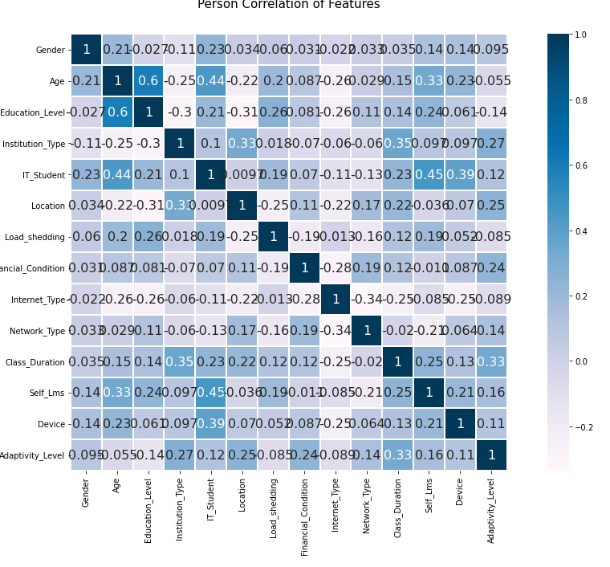 Person Correlation of Features
Gender 1 0.21 -0.027 -0.11 0.23 0.034 -0.06 0.031 -0.022 0.033 0.035 0.14 0.14 0.095
Age 0.21 1 0.6 -0.25 0.44 -0.22 0.2 0.087 -0.26 0.029 0.15 0.33 0.23 -0.055
Education_Level -0.027 0.6 1 -0.3 0.21 -0.31 0.26 0.081 -0.26 0.11 0.14 0.24 0.061 -0.14
Institution_Type -0.11 -0.25 -0.3 1 0.1 0.33 0.018 -0.07 -0.06 -0.06 0.35 0.097 0.097 0.27
IT_Student 0.23 0.44 0.21 0.1 1 0.0097 0.19 0.07 -0.11 -0.13 0.23 0.45 0.39 0.12
Location 0.034 -0.22 -0.31 0.33 0.0097 1 -0.25 0.11 -0.22 0.17 0.22 -0.036 0.07 0.25
Load_shedding -0.06 0.2 0.26 0.018 0.19 -0.25 1 -0.19 0.013 -0.16 0.12 0.19 0.052 -0.085
ancial_Condition 0.031 0.087 0.081 -0.07 0.07 0.11 -0.19 1 -0.28 0.19 0.12 -0.011 0.087 0.24
Internet_Type -0.022 -0.26 -0.26 -0.06 -0.11 -0.22 0.013 -0.28 1 -0.34 -0.25 -0.085 -0.25 -0.089
Network_Type 0.033 0.029 0.11 -0.06 -0.13 0.17 -0.16 0.19 -0.34 1 -0.02 -0.21 0.064 0.14
Class_Duration 0.035 0.15 0.14 0.35 0.23 0.22 0.12 0.12 -0.25 -0.02 1 0.25 0.13 0.33
Self_Lms 0.14 0.33 0.24 0.097 0.45 -0.036 0.19 -0.011 -0.085 -0.21 0.25 1 0.21 0.16
Device 0.14 0.23 0.061 0.097 0.39 0.07 0.052 0.087 -0.25 0.064 0.13 0.21 1 0.11
Adaptivity_Level 0.095 -0.055 -0.14 0.27 0.12 0.25 -0.085 0.24 -0.089 0.14 0.33 0.16 0.11 1
Gender Age Education_Level Institution_Type IT_Student Location Load_shedding Financial_Condition Internet_Type Network_Type Class_Duration Self_Lms Device Adaptivity_Level
1.0
0.8
0.6
0.4
0.2
0.0
−0.2